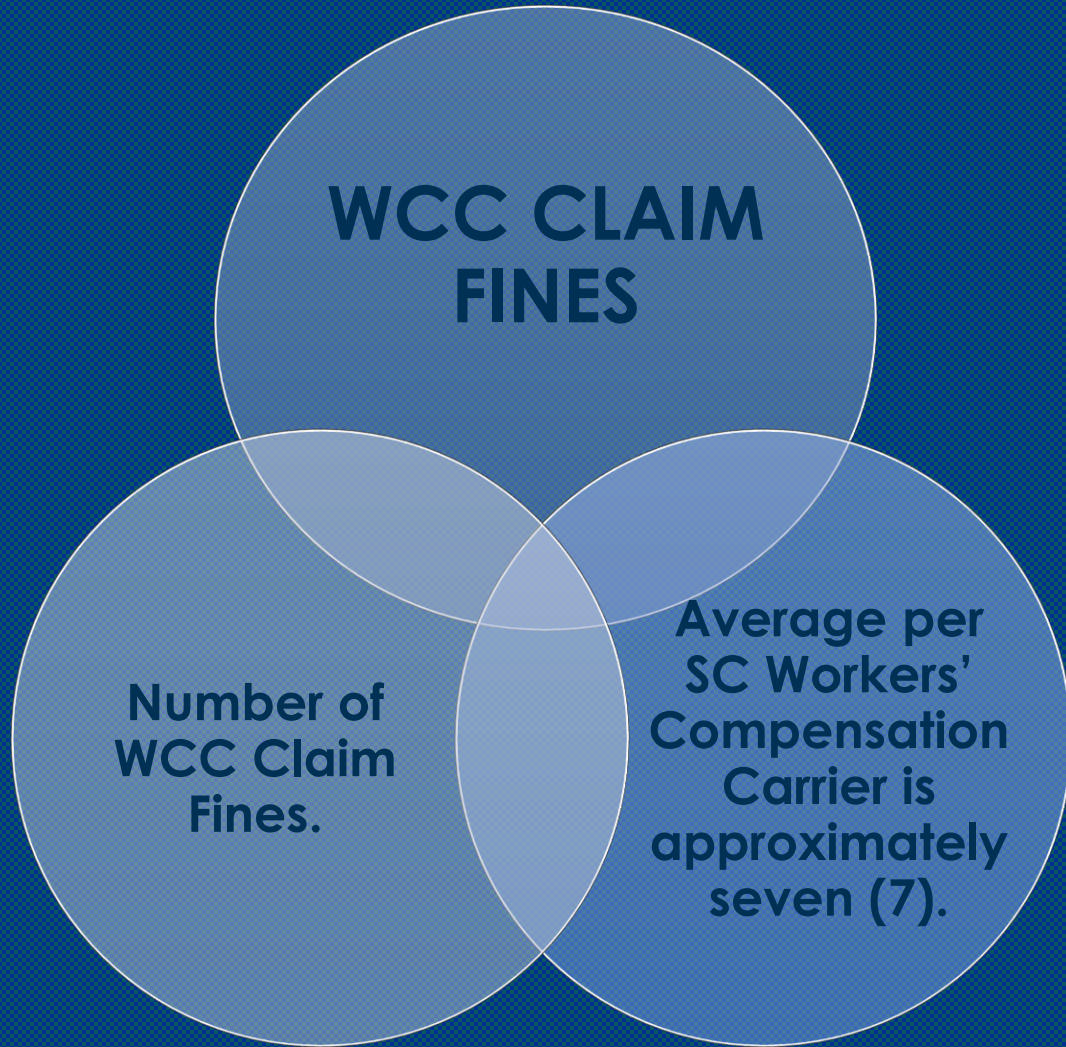 WCC CLAIM
FINES
Number of
WCC Claim
Fines.
Average per
SC Workers’
Compensation
Carrier is
approximately
seven (7).